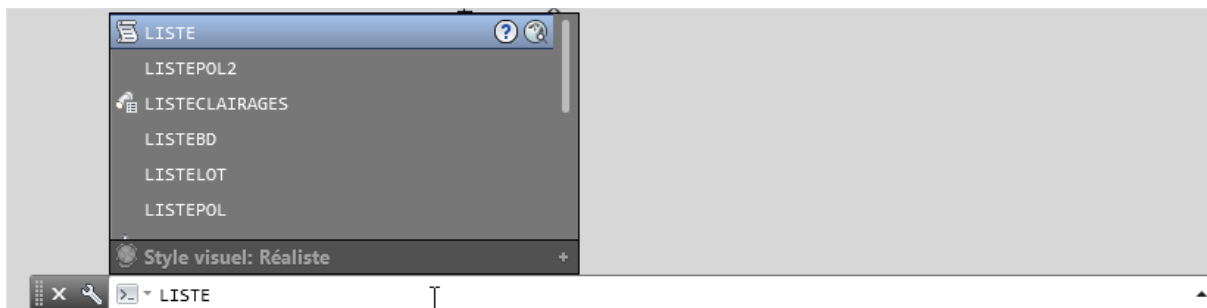 LISTE
LISTEPOL2
LISTECLAIRAGES
LISTEBD
LISTELOT
LISTEPOL
Style visuel: Réaliste
LISTE